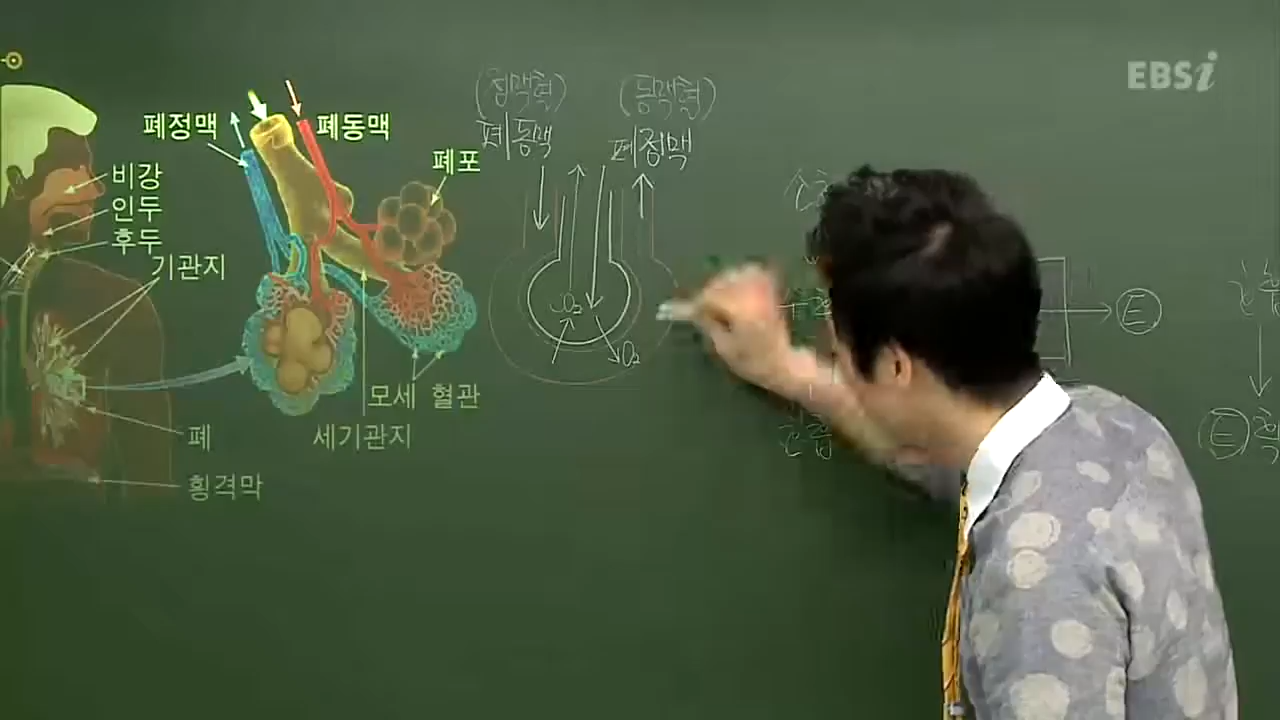 EBSi
폐정맥
폐동맥
폐포
비강
인두
후두
기관지
모세 혈관
세기관지
폐
횡격막
(정맥혈)
폐동맥
(동맥혈)
폐정맥
CO₂
O₂
E
E